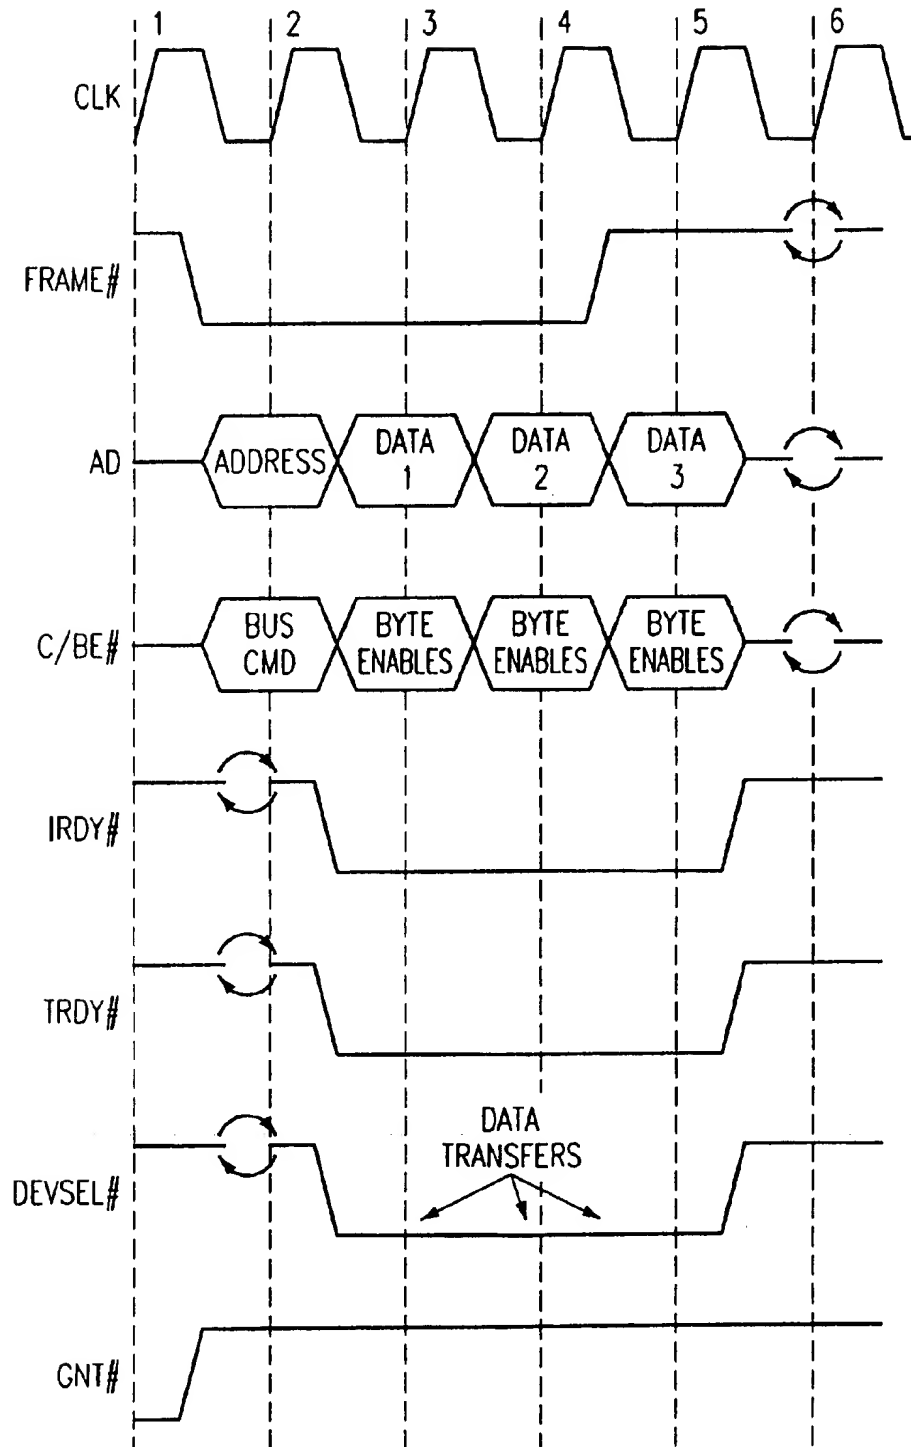 1 2 3 4 5 6
CLK
FRAME#
AD
ADDRESS
DATA
1
DATA
2
DATA
3
C/BE#
BUS
CMD
BYTE
ENABLES
BYTE
ENABLES
BYTE
ENABLES
IRDY#
TRDY#
DEVSEL#
DATA
TRANSFERS
GNT#